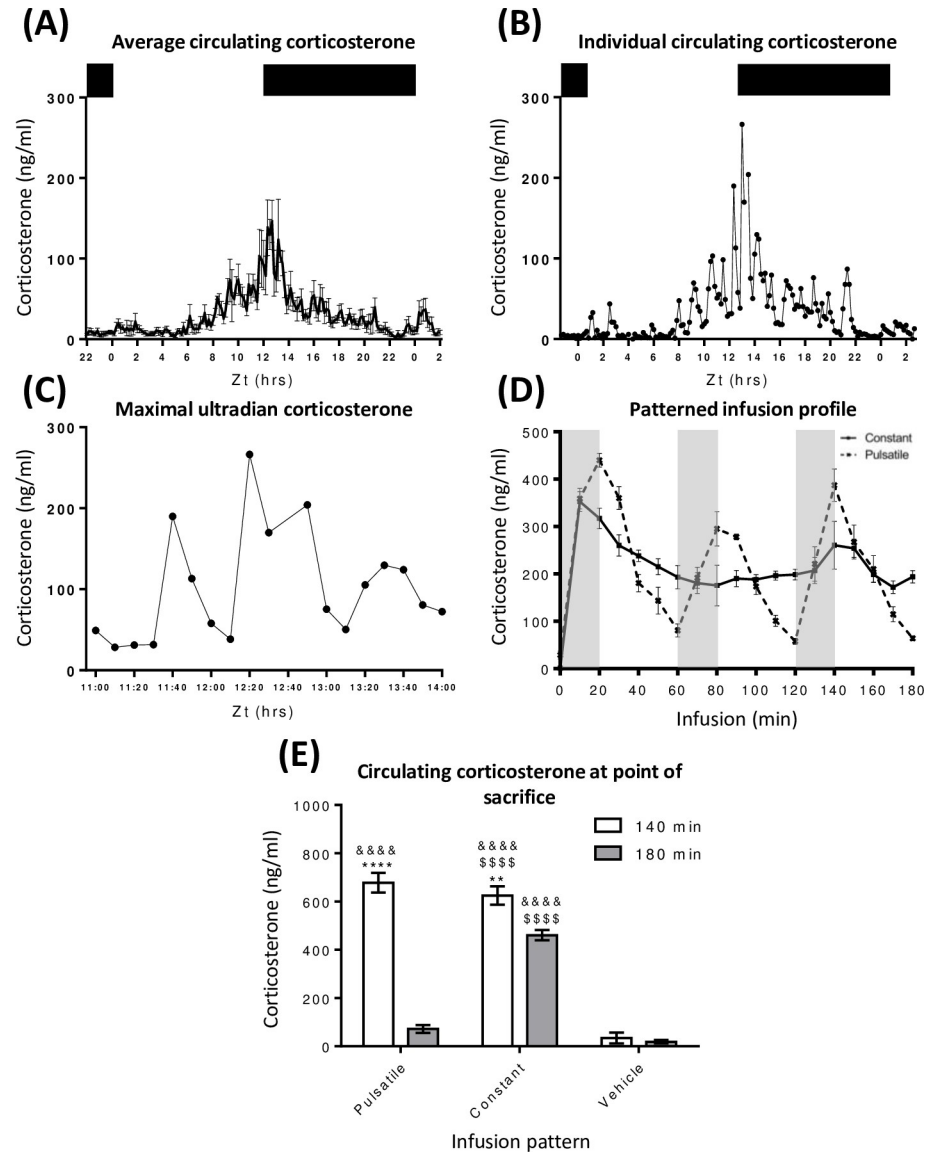 (A)
Average circulating corticosterone
Corticosterone (ng/ml)
300
200
100
0
22 0 2 4 6 8 10 12 14 16 18 20 22 0 2
Zt (hrs)
(B)
Individual circulating corticosterone
Corticosterone (ng/ml)
300
200
100
0
0 2 4 6 8 10 12 14 16 18 20 22 0 2
Zt (hrs)
(C)
Maximal ultradian corticosterone
Corticosterone (ng/ml)
300
200
100
0
11:00 11:20 11:40 12:00 12:20 12:40 13:00 13:20 13:40 14:00
Zt (hrs)
(D)
Patterned infusion profile
Corticosterone (ng/ml)
500
400
300
200
100
0
Constant
Pulsatile
0 20 40 60 80 100 120 140 160 180
Infusion (min)
(E)
Circulating corticosterone at point of
sacrifice
Corticosterone (ng/ml)
1000
800
600
400
200
0
140 min
180 min
&&&&
****
&&&&
$$$$
**
&&&&
$$$$
Pulsatile
Constant
Vehicle
Infusion pattern